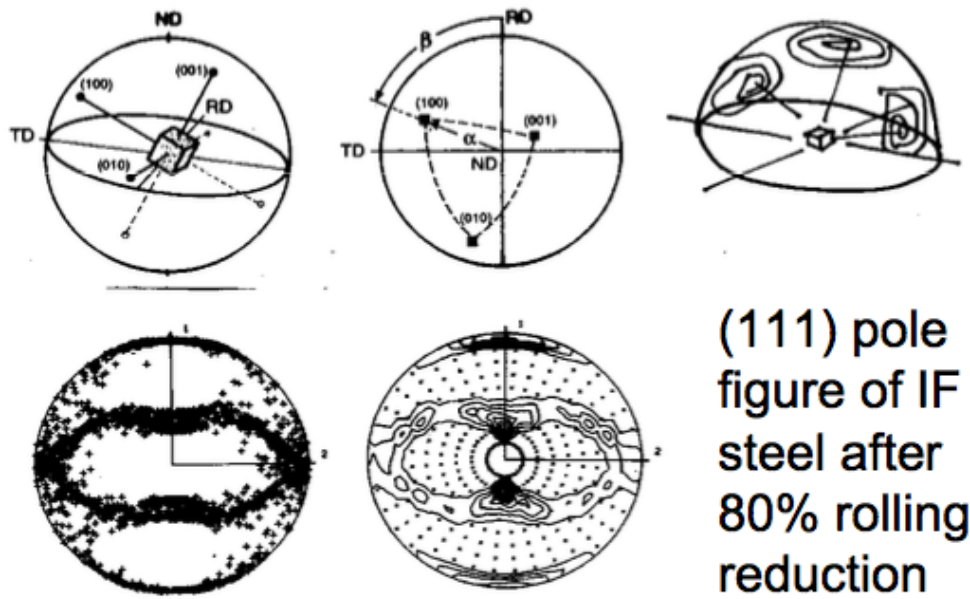 ND
(100)
(001)
RD
TD
(010)
RD
β
(100)
(001)
α
TD
ND
(010)
1
2
1
2
(111) pole
figure of IF
steel after
80% rolling
reduction